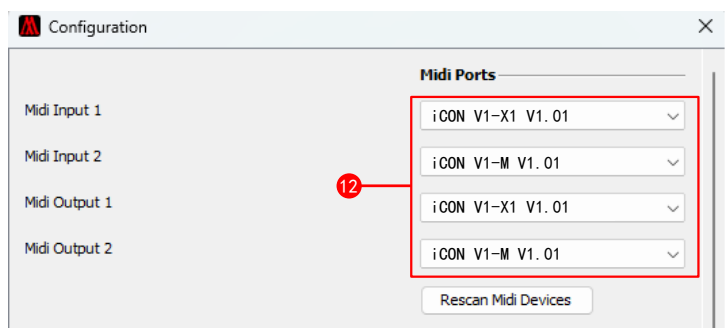 Configuration
Midi Ports
Midi Input 1
iCON V1-X1 V1.01
Midi Input 2
iCON V1-M V1.01
12
Midi Output 1
iCON V1-X1 V1.01
Midi Output 2
iCON V1-M V1.01
Rescan Midi Devices